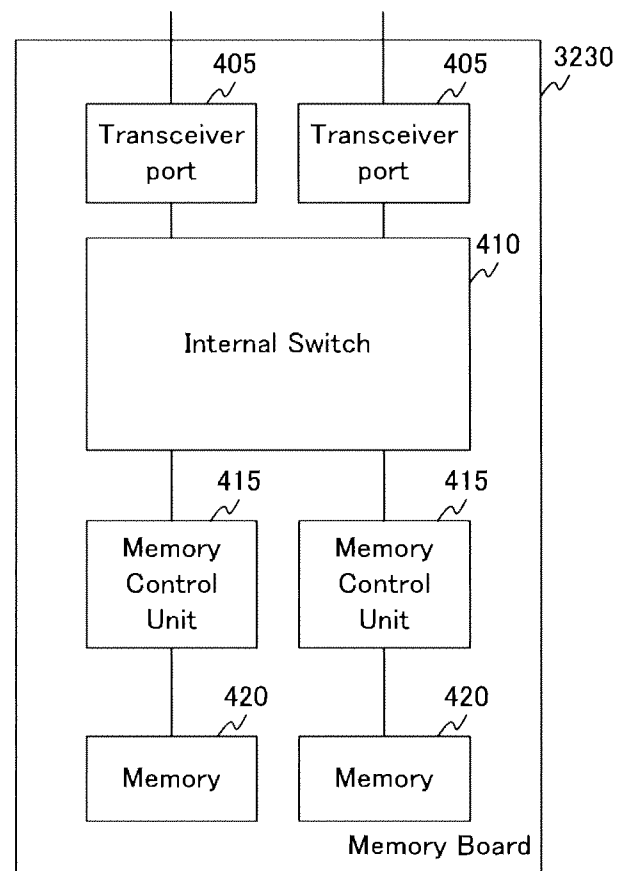 405
405
3230
Transceiver
port
Transceiver
port
410
Internal Switch
415
415
Memory
Control
Unit
Memory
Control
Unit
420
420
Memory
Memory
Memory Board